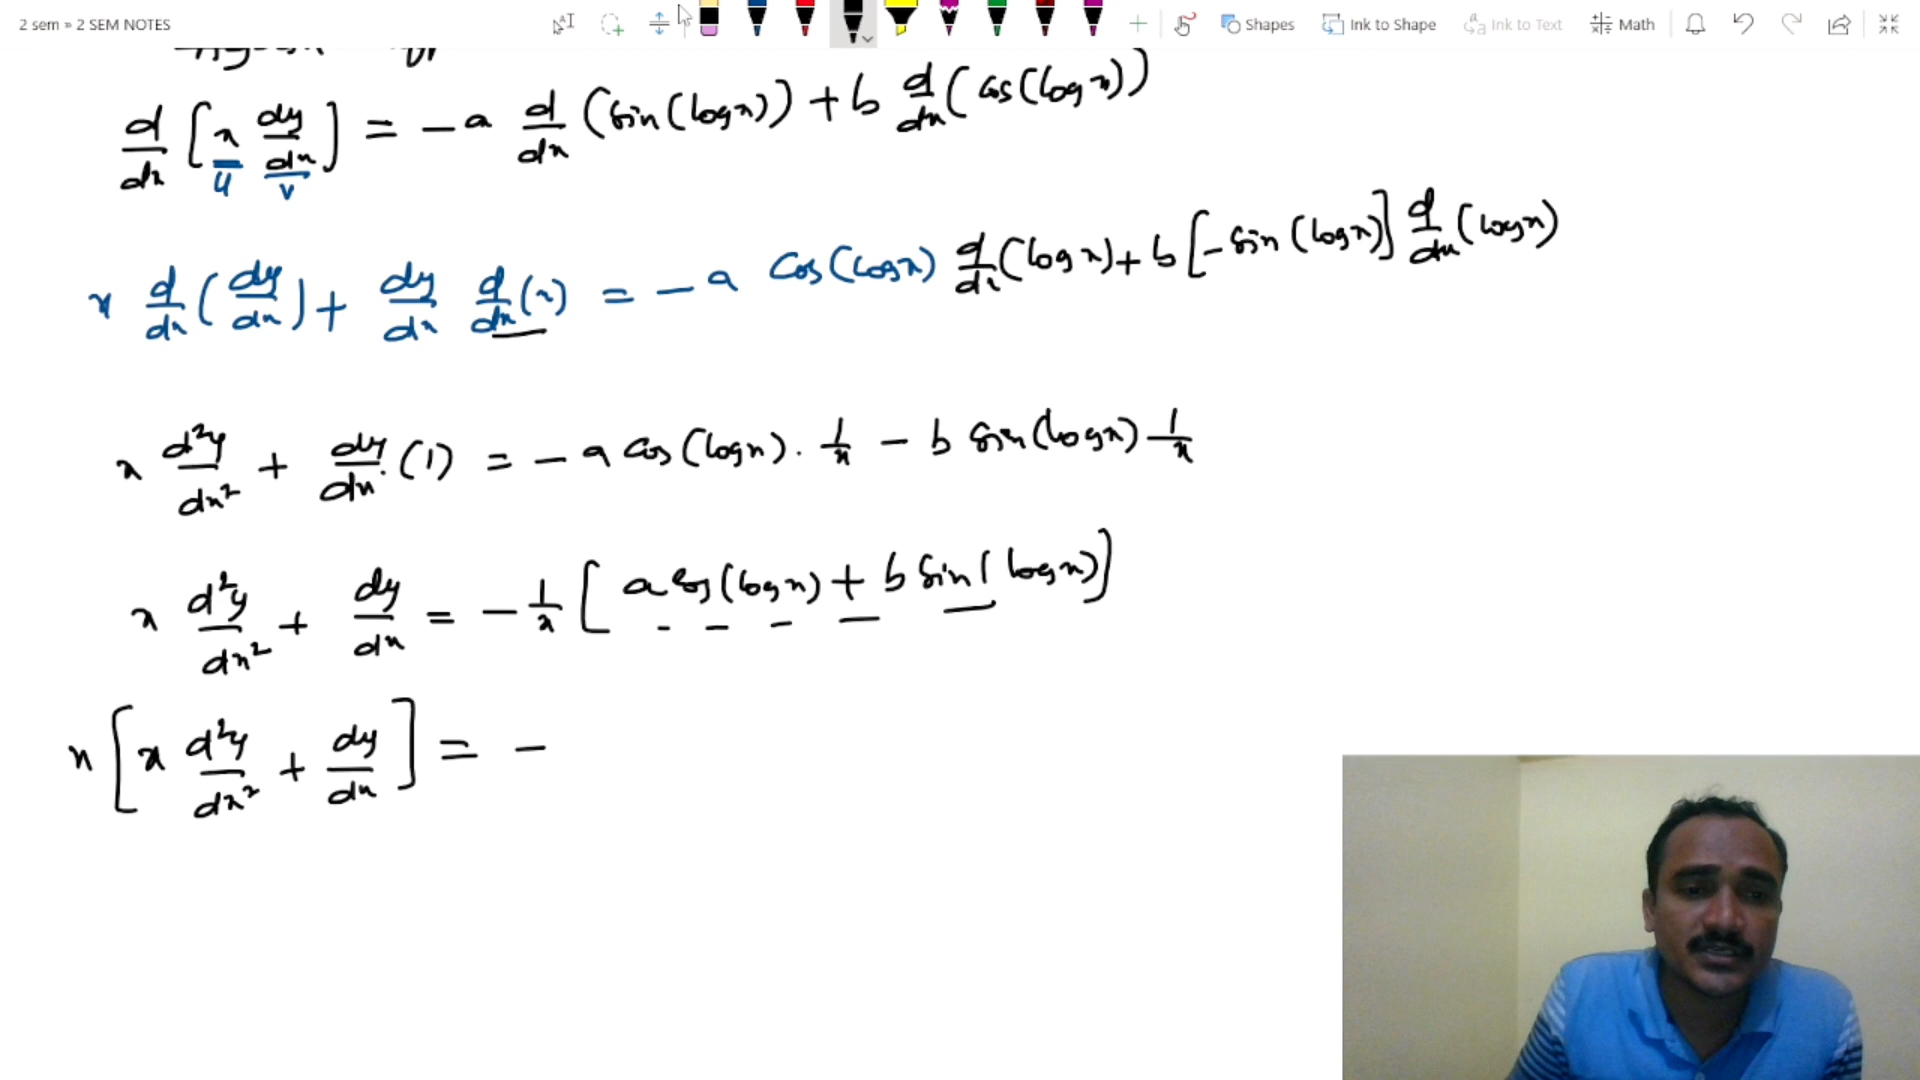 2 sem » 2 SEM NOTES Shapes Ink to Shape Ink to Text Math
d/dx [x dy/dx] = -a d/dx (sin(log x)) + b d/dx (cos(log x))
u v
x d/dx (dy/dx) + dy/dx d/dx (x) = -a cos(log x) d/dx (log x) + b [-sin(log x)] d/dx (log x)
x d²y/dx² + dy/dx . (1) = -a cos(log x) . 1/x - b sin(log x) 1/x
x d²y/dx² + dy/dx = -1/x [a cos(log x) + b sin(log x)]
x [x d²y/dx² + dy/dx] = -